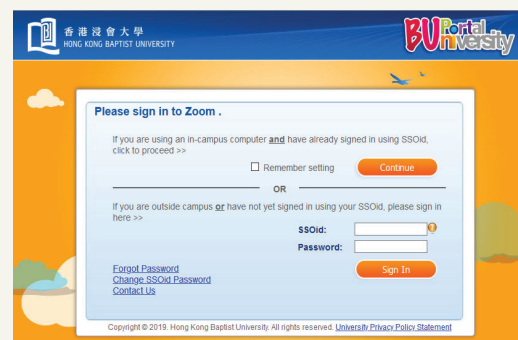 香港浸會大學
HONG KONG BAPTIST UNIVERSITY
BUPortal
University
Please sign in to Zoom .
If you are using an in-campus computer and have already signed in using SSOid,
click to proceed >>
Remember setting
Continue
OR
If you are outside campus or have not yet signed in using your SSOid, please sign in
here >>
SSOid:
Password:
Forgot Password
Sign In
Change SSOid Password
Contact Us
Copyright © 2019. Hong Kong Baptist University. All rights reserved. University Privacy Policy Statement